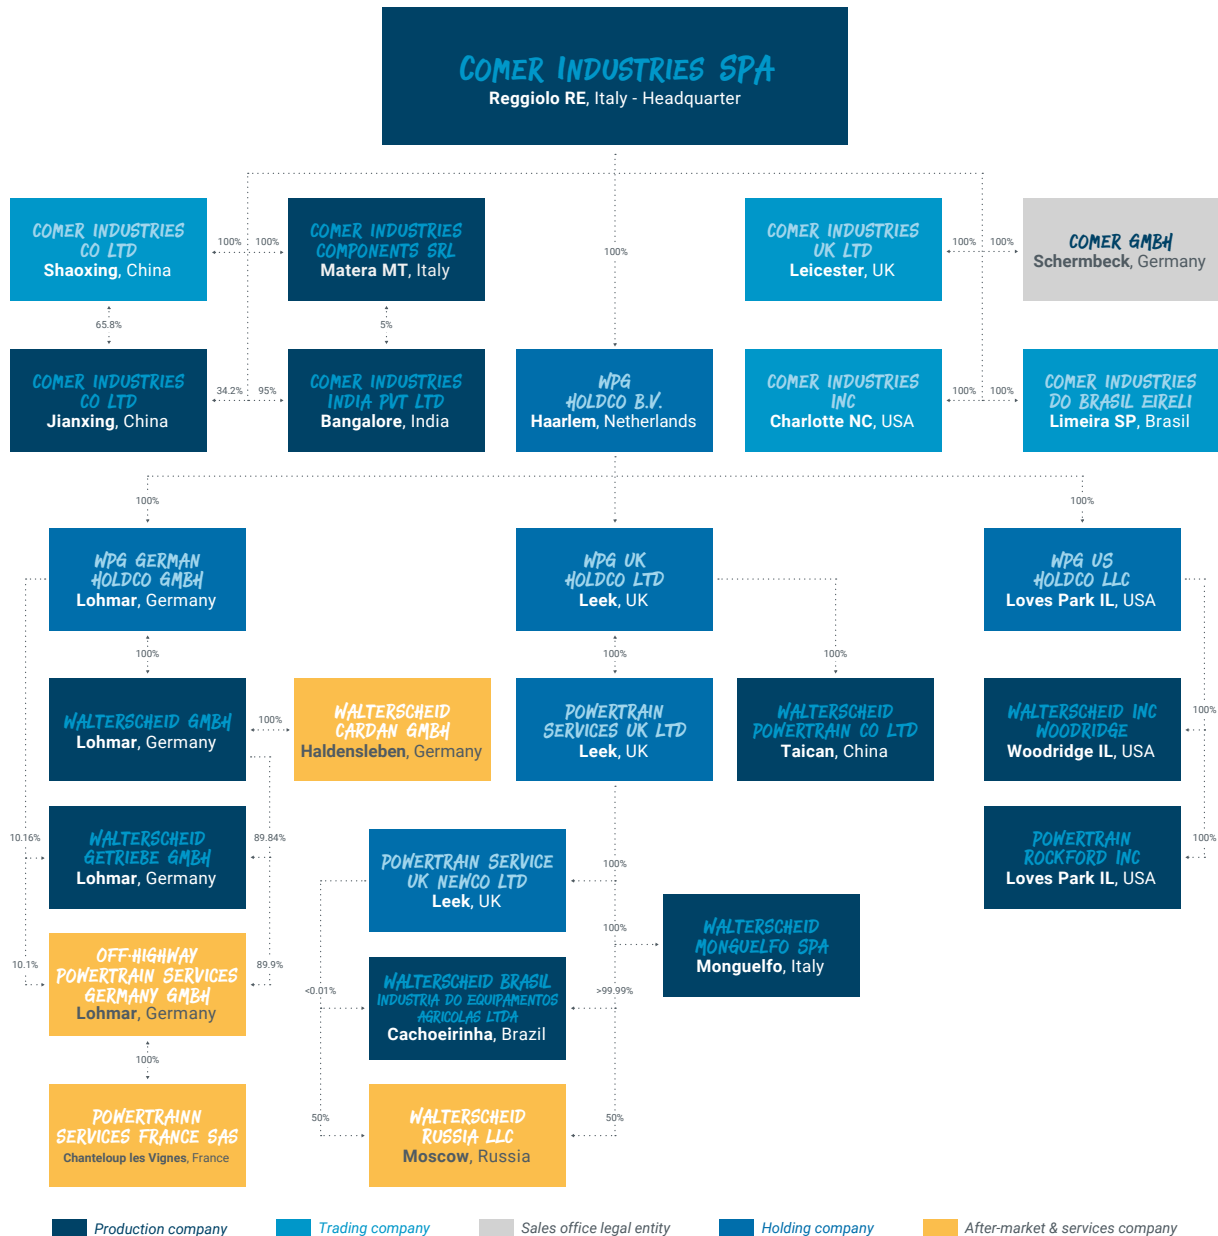 COMER INDUSTRIES SPA
Reggiolo RE, Italy - Headquarter
COMER INDUSTRIES
CO LTD
Shaoxing, China
100%
100%
COMER INDUSTRIES
COMPONENTS SRL
Matera MT, Italy
100%
COMER INDUSTRIES
UK LTD
Leicester, UK
100%
100%
COMER GMBH
Schermbeck, Germany
65.8%
5%
COMER INDUSTRIES
CO LTD
Jianxing, China
34.2%
95%
COMER INDUSTRIES
INDIA PVT LTD
Bangalore, India
WPG
HOLDCO B.V.
Haarlem, Netherlands
COMER INDUSTRIES
INC
Charlotte NC, USA
100%
100%
COMER INDUSTRIES
DO BRASIL EIRELI
Limeira SP, Brasil
100%
100%
WPG GERMAN
HOLDCO GMBH
Lohmar, Germany
WPG UK
HOLDCO LTD
Leek, UK
WPG US
HOLDCO LLC
Loves Park IL, USA
100%
100%
100%
WALTERSCHEID GMBH
Lohmar, Germany
100%
WALTERSCHEID
CARDAN GMBH
Haldensleben, Germany
POWERTRAIN
SERVICES UK LTD
Leek, UK
WALTERSCHEID
POWERTRAIN CO LTD
Taican, China
WALTERSCHEID INC
WOODRIDGE
Woodridge IL, USA
100%
10.16%
WALTERSCHEID
GETRIEBE GMBH
Lohmar, Germany
89.84%
POWERTRAIN SERVICE
UK NEWCO LTD
Leek, UK
100%
POWERTRAIN
ROCKFORD INC
Loves Park IL, USA
100%
100%
WALTERSCHEID
MONGUELFO SPA
Monguelfo, Italy
10.1%
OFF-HIGHWAY
POWERTRAIN SERVICES
GERMANY GMBH
Lohmar, Germany
89.9%
<0.01%
WALTERSCHEID BRASIL
INDUSTRIA DO EQUIPAMENTOS
AGRICOLAS LTDA
Cachoeirinha, Brazil
>99.99%
100%
POWERTRAINN
SERVICES FRANCE SAS
Chanteloup les Vignes, France
50%
WALTERSCHEID
RUSSIA LLC
Moscow, Russia
50%
Production company
Trading company
Sales office legal entity
Holding company
After-market & services company